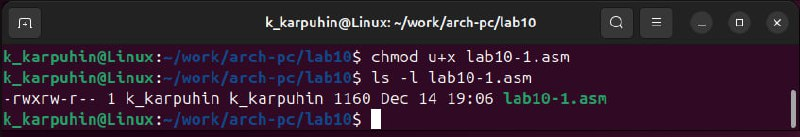 k_karpuhin@Linux: ~/work/arch-pc/lab10
k_karpuhin@Linux:~/work/arch-pc/lab10$ chmod u+x lab10-1.asm
k_karpuhin@Linux:~/work/arch-pc/lab10$ ls -l lab10-1.asm
-rwxrw-r-- 1 k_karpuhin k_karpuhin 1160 Dec 14 19:06 lab10-1.asm
k_karpuhin@Linux:~/work/arch-pc/lab10$